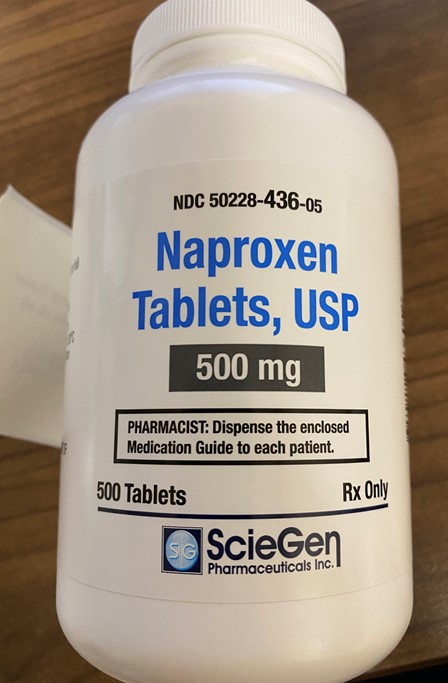 NDC 50228-436-05
Naproxen
Tablets, USP
500 mg
PHARMACIST: Dispense the enclosed
Medication Guide to each patient.
500 Tablets
Rx Only
SG
ScieGen
Pharmaceuticals Inc.